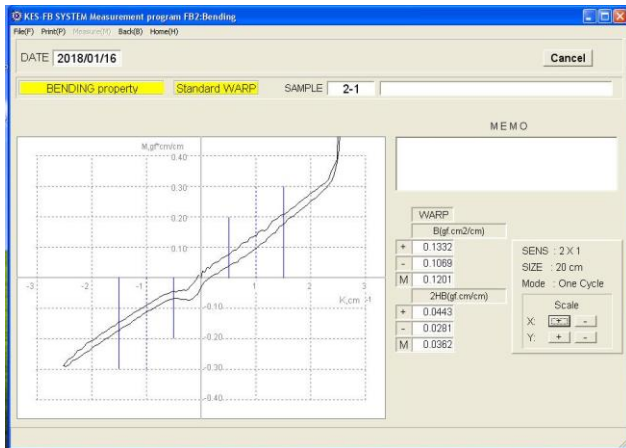 KES-FB SYSTEM Measurement program FB2:Bending
File(F) Print(P) Measure(M) Back(B) Home(H)
DATE 2018/01/16 Cancel
BENDING property Standard WARP SAMPLE 2-1
MEMO
M,gf*cm/cm
0.40
0.30
0.20
0.10
-3 -2 -1 0 1 2 3
K,cm -1
-0.10
-0.20
-0.30
-0.40
WARP
B(gf.cm2/cm)
+ 0.1332
- 0.1069
M 0.1201
2HB(gf.cm/cm)
+ 0.0443
- 0.0281
M 0.0362
SENS : 2 X 1
SIZE : 20 cm
Mode : One Cycle
Scale
X: + -
Y: + -